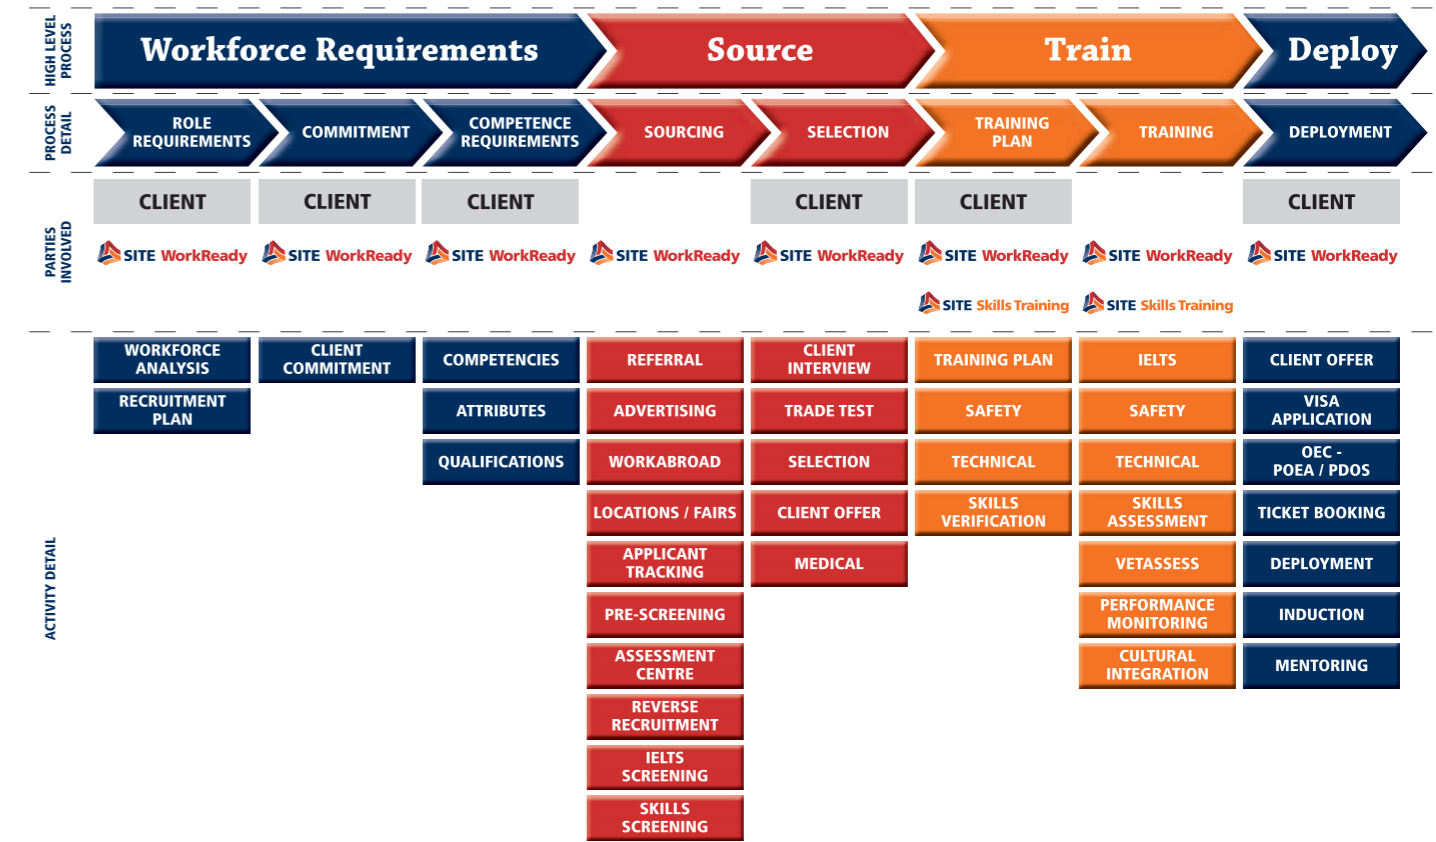 HIGH LEVEL
PROCESS
Workforce Requirements
Source
Train
Deploy
PROCESS
DETAIL
ROLE
REQUIREMENTS
COMMITMENT
COMPETENCE
REQUIREMENTS
SOURCING
SELECTION
TRAINING
PLAN
TRAINING
DEPLOYMENT
PARTIES
INVOLVED
CLIENT
CLIENT
CLIENT
CLIENT
CLIENT
CLIENT
SITE WorkReady
SITE WorkReady
SITE WorkReady
SITE WorkReady
SITE WorkReady
SITE WorkReady
SITE WorkReady
SITE WorkReady
SITE Skills Training
SITE Skills Training
ACTIVITY DETAIL
WORKFORCE
ANALYSIS
RECRUITMENT
PLAN
CLIENT
COMMITMENT
COMPETENCIES
ATTRIBUTES
QUALIFICATIONS
REFERRAL
ADVERTISING
WORKABROAD
LOCATIONS / FAIRS
APPLICANT
TRACKING
PRE-SCREENING
ASSESSMENT
CENTRE
REVERSE
RECRUITMENT
IELTS
SCREENING
SKILLS
SCREENING
CLIENT
INTERVIEW
TRADE TEST
SELECTION
CLIENT OFFER
MEDICAL
TRAINING PLAN
SAFETY
TECHNICAL
SKILLS
VERIFICATION
IELTS
SAFETY
TECHNICAL
SKILLS
ASSESSMENT
VETASSESS
PERFORMANCE
MONITORING
CULTURAL
INTEGRATION
CLIENT OFFER
VISA
APPLICATION
OEC -
POEA / PDOS
TICKET BOOKING
DEPLOYMENT
INDUCTION
MENTORING